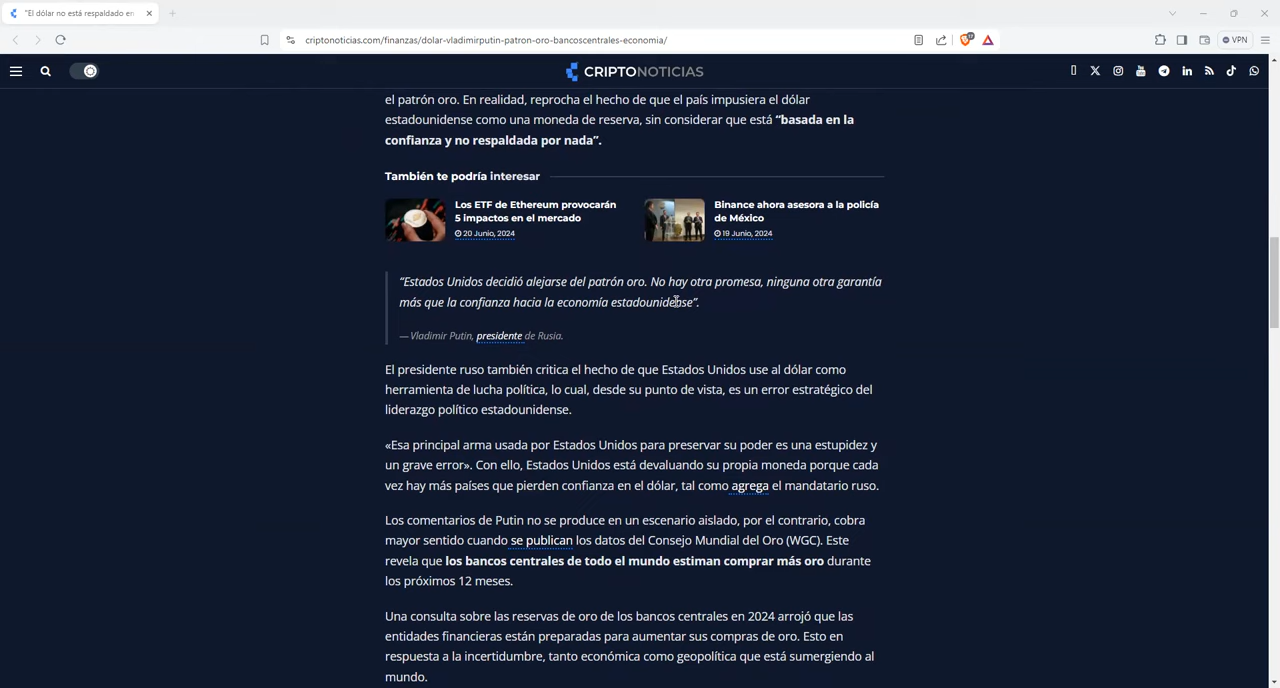 "El dólar no está respaldado en
criptonoticias.com/finanzas/dolar-vladimirputin-patron-oro-bancoscentrales-economia/
VPN
CRIPTONOTICIAS
el patrón oro. En realidad, reprocha el hecho de que el país impusiera el dólar
estadounidense como una moneda de reserva, sin considerar que está “basada en la
confianza y no respaldada por nada”.
También te podría interesar
Los ETF de Ethereum provocarán
5 impactos en el mercado
20 Junio, 2024
Binance ahora asesora a la policía
de México
19 Junio, 2024
“Estados Unidos decidió alejarse del patrón oro. No hay otra promesa, ninguna otra garantía
más que la confianza hacia la economía estadounidense”.
— Vladimir Putin, presidente de Rusia.
El presidente ruso también critica el hecho de que Estados Unidos use al dólar como
herramienta de lucha política, lo cual, desde su punto de vista, es un error estratégico del
liderazgo político estadounidense.
«Esa principal arma usada por Estados Unidos para preservar su poder es una estupidez y
un grave error». Con ello, Estados Unidos está devaluando su propia moneda porque cada
vez hay más países que pierden confianza en el dólar, tal como agrega el mandatario ruso.
Los comentarios de Putin no se produce en un escenario aislado, por el contrario, cobra
mayor sentido cuando se publican los datos del Consejo Mundial del Oro (WGC). Este
revela que los bancos centrales de todo el mundo estiman comprar más oro durante
los próximos 12 meses.
Una consulta sobre las reservas de oro de los bancos centrales en 2024 arrojó que las
entidades financieras están preparadas para aumentar sus compras de oro. Esto en
respuesta a la incertidumbre, tanto económica como geopolítica que está sumergiendo al
mundo.